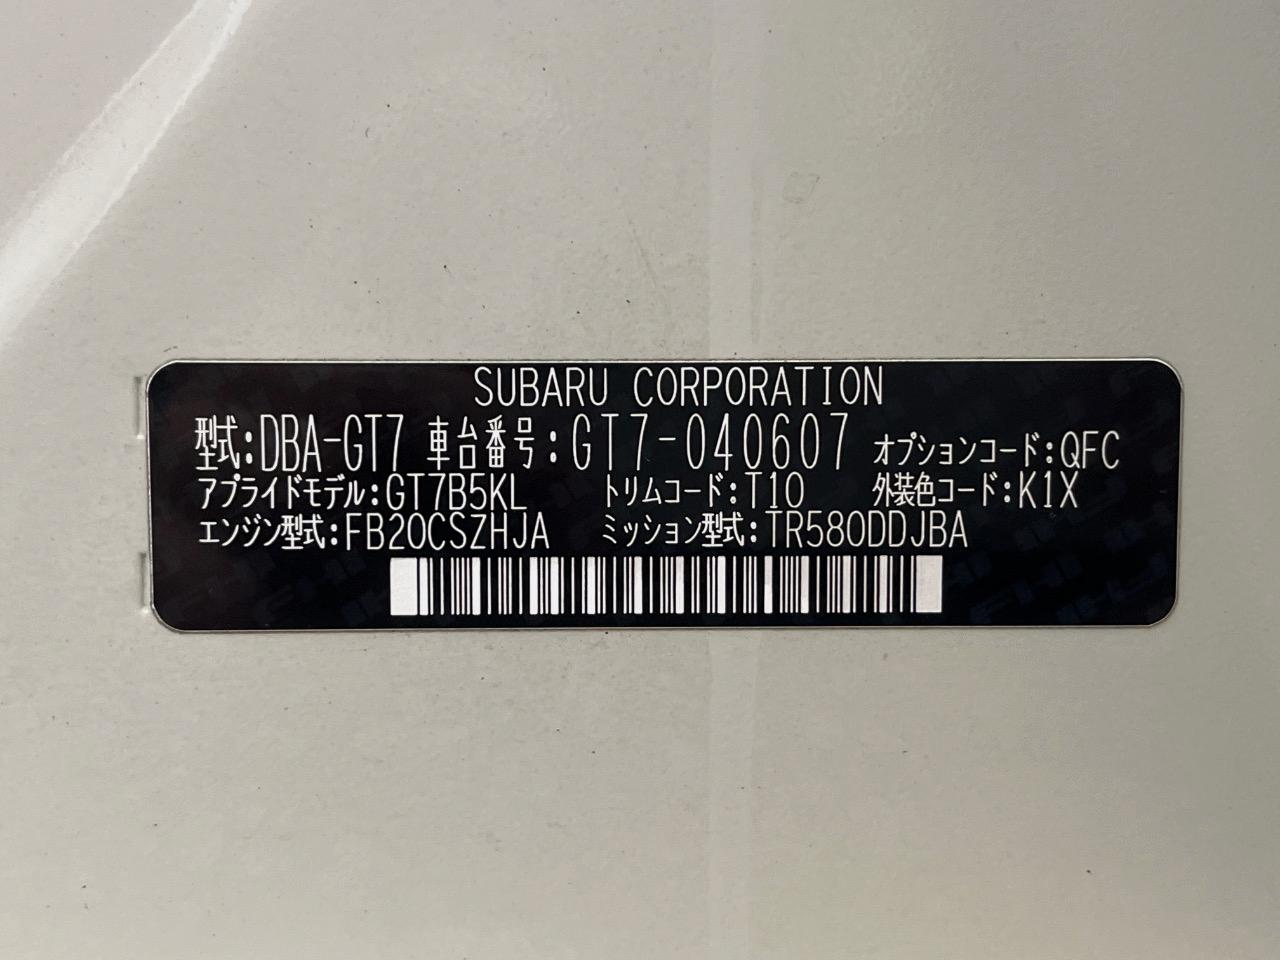 SUBARU CORPORATION
型式:DBA-GT7 車台番号:GT7-040607 オプションコード:QFC
アプライドモデル:GT7B5KL トリムコード:T10 外装色コード:K1X
エンジン型式:FB20CSZHJA ミッション型式:TR580DDJBA